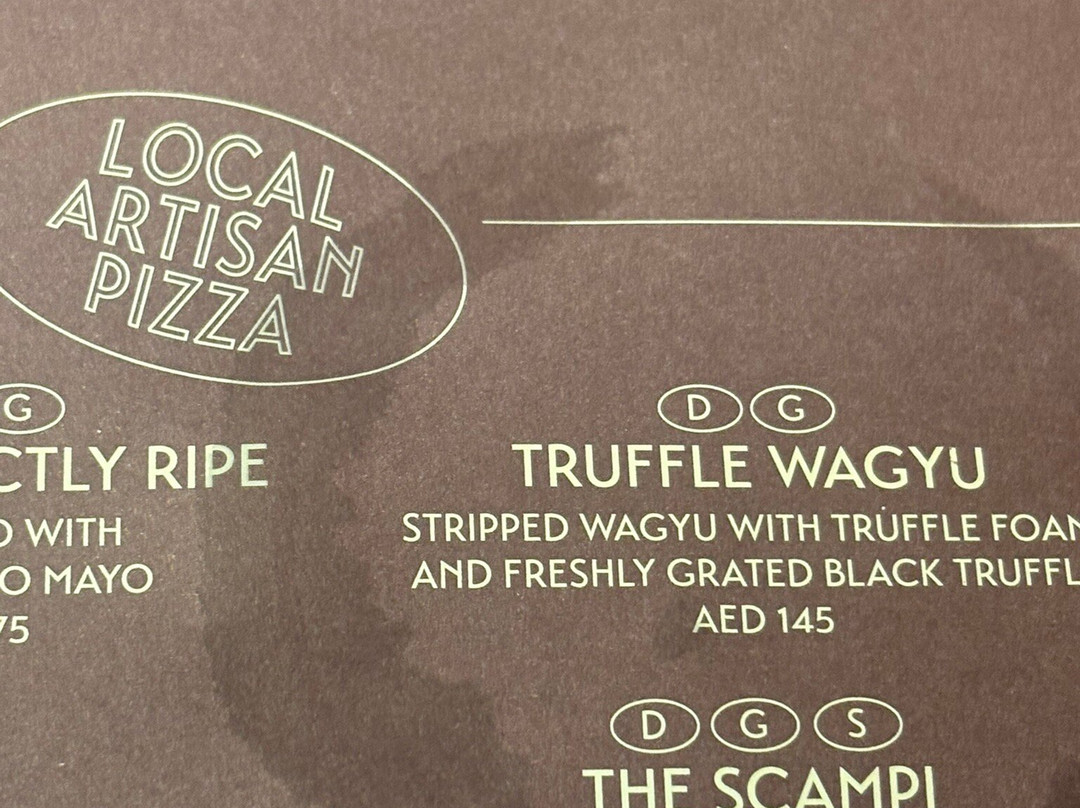 LOCAL
ARTISAN
PIZZA
G
CTLY RIPE
D WITH
O MAYO
75
D G
TRUFFLE WAGYU
STRIPPED WAGYU WITH TRUFFLE FOAM
AND FRESHLY GRATED BLACK TRUFFL
AED 145
D G S
THE SCAMPI